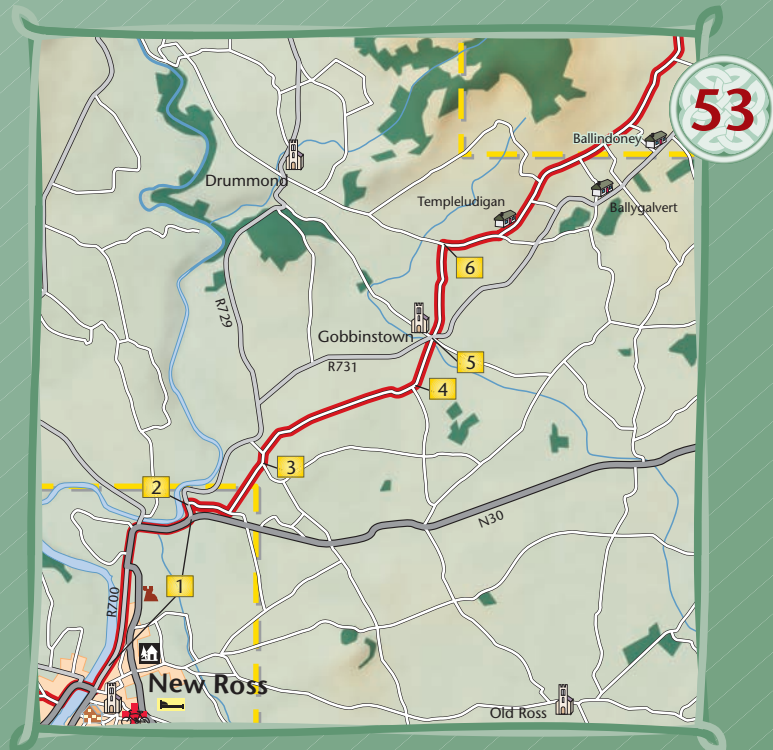 53
Ballindoney
Drummond
Templeludigan
Ballygalvert
6
R729
Gobbinstown
5
R731
4
3
2
N30
1
R700
New Ross
Old Ross